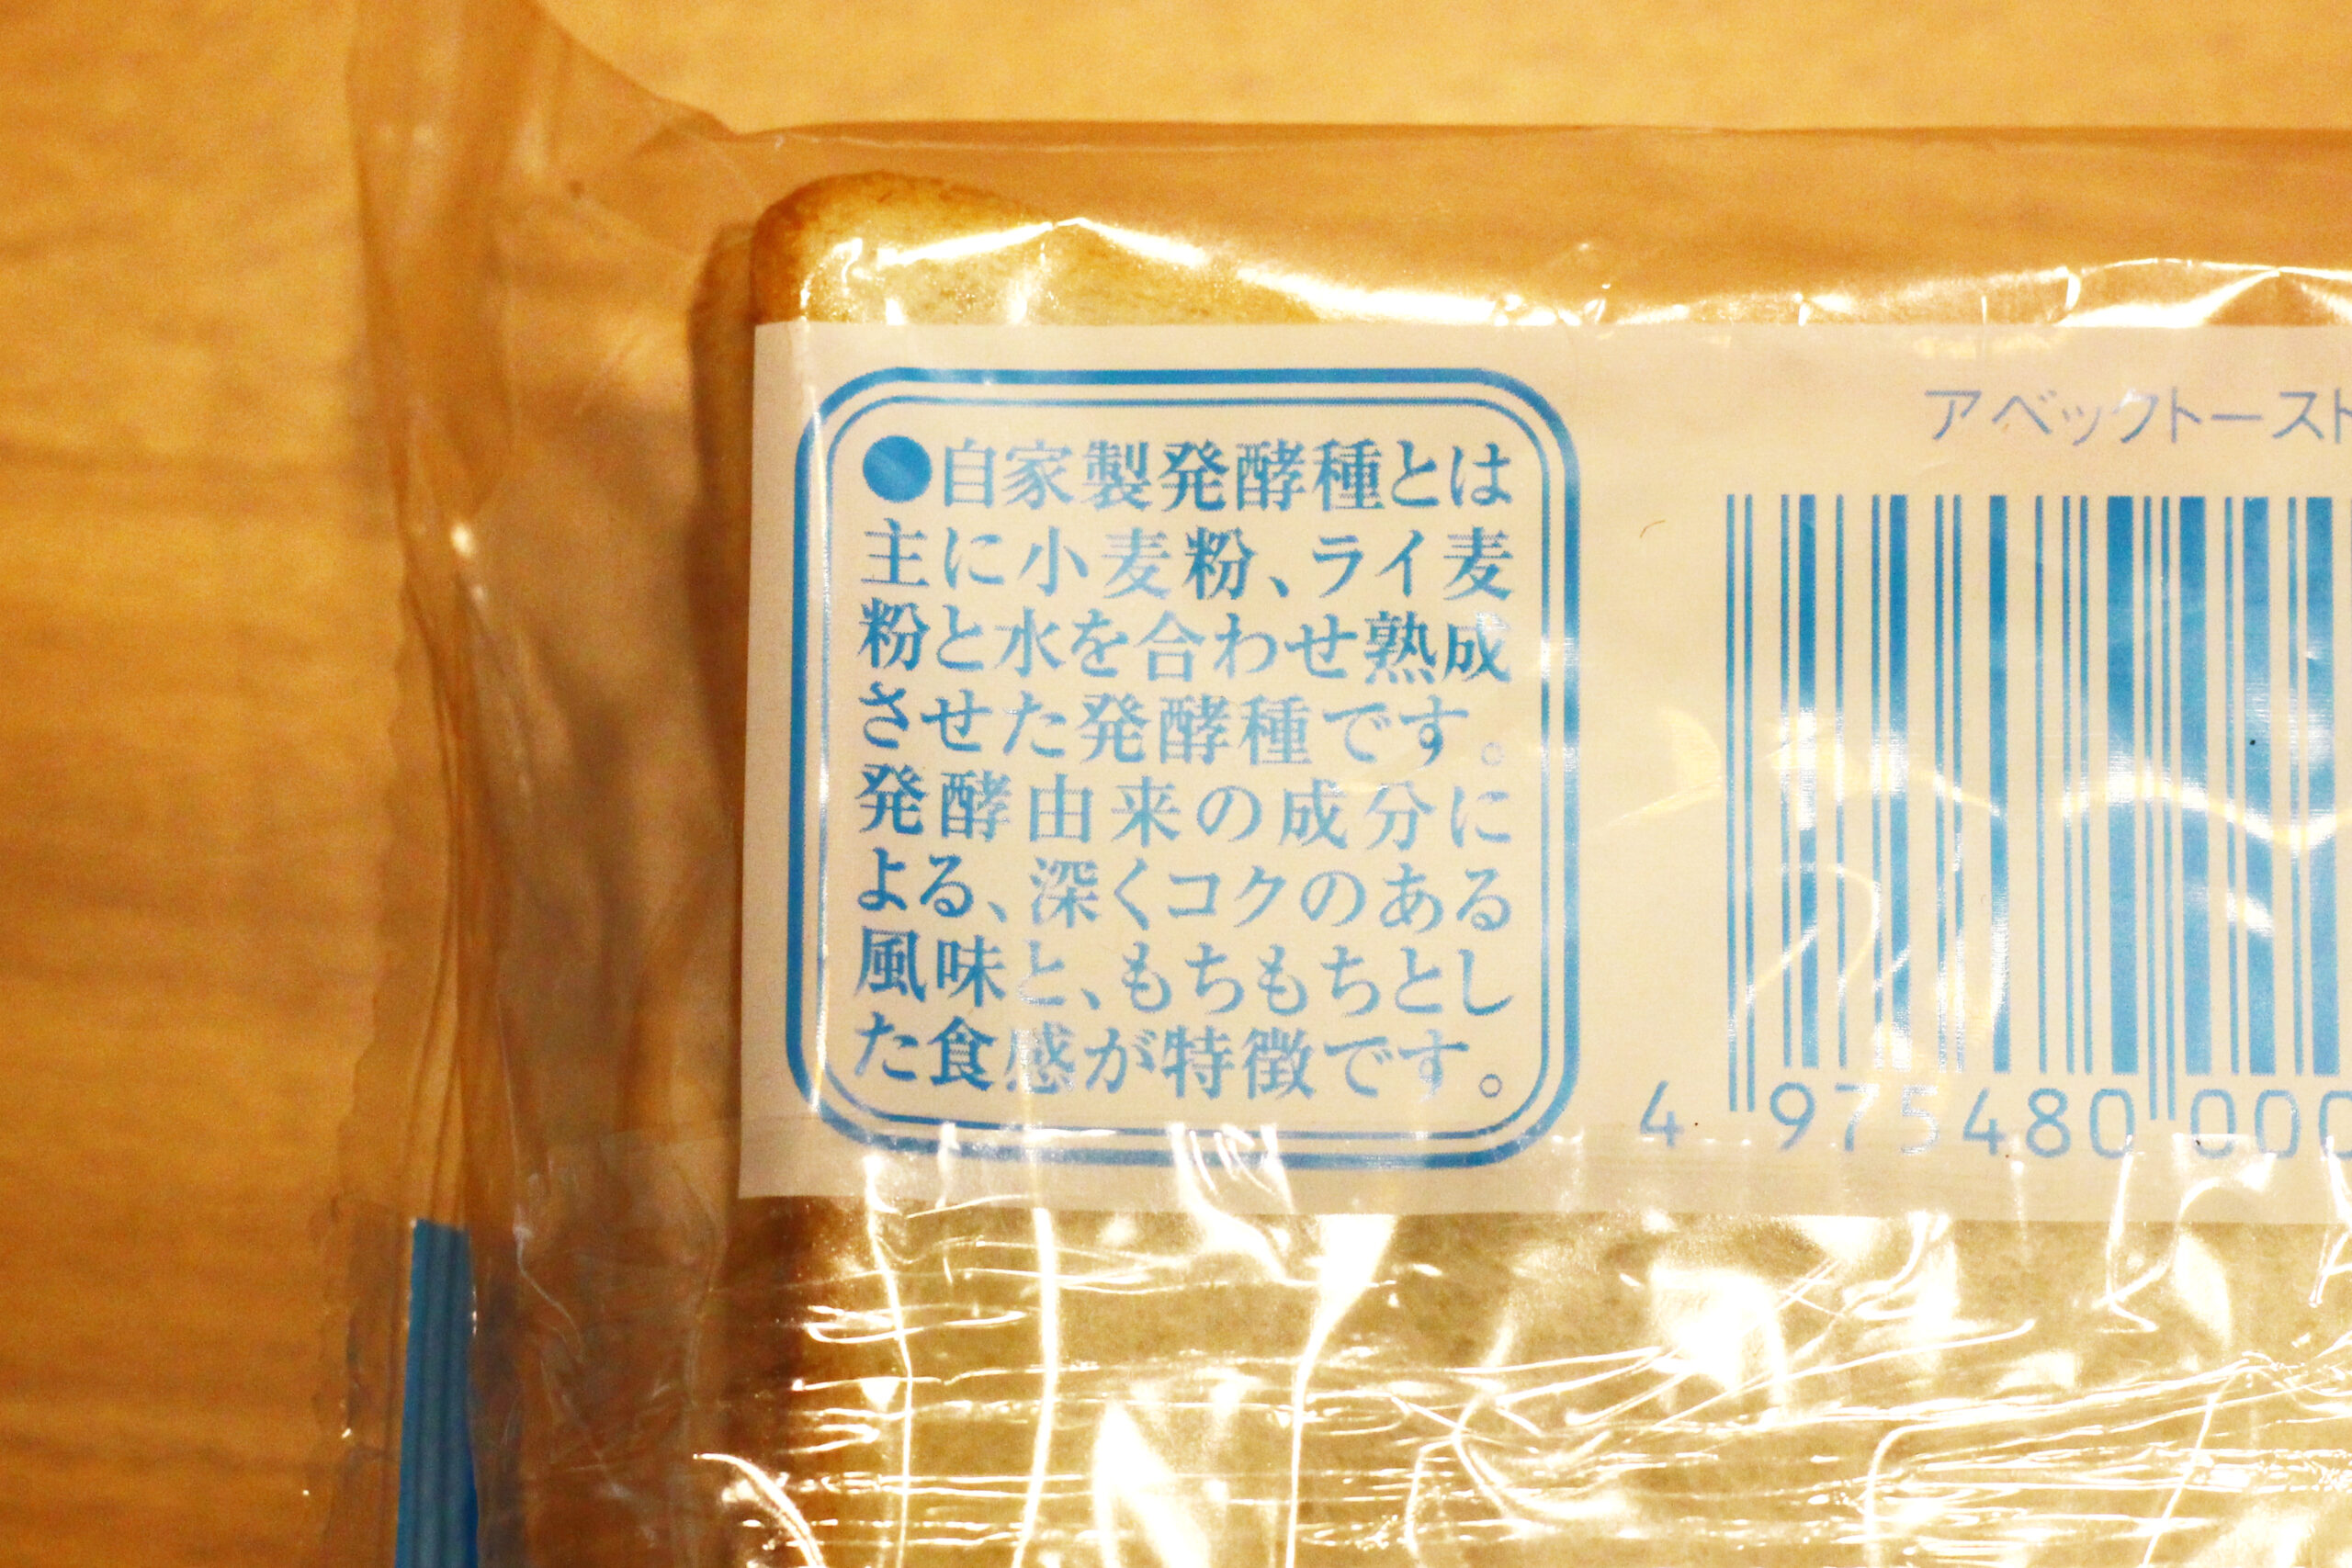 ●自家製発酵種とは
主に小麦粉、ライ麦
粉と水を合わせ熟成
させた発酵種です。
発酵由来の成分に
よる、深くコクのある
風味と、もちもちとし
た食感が特徴です。
アベックトースト
4 975480 000